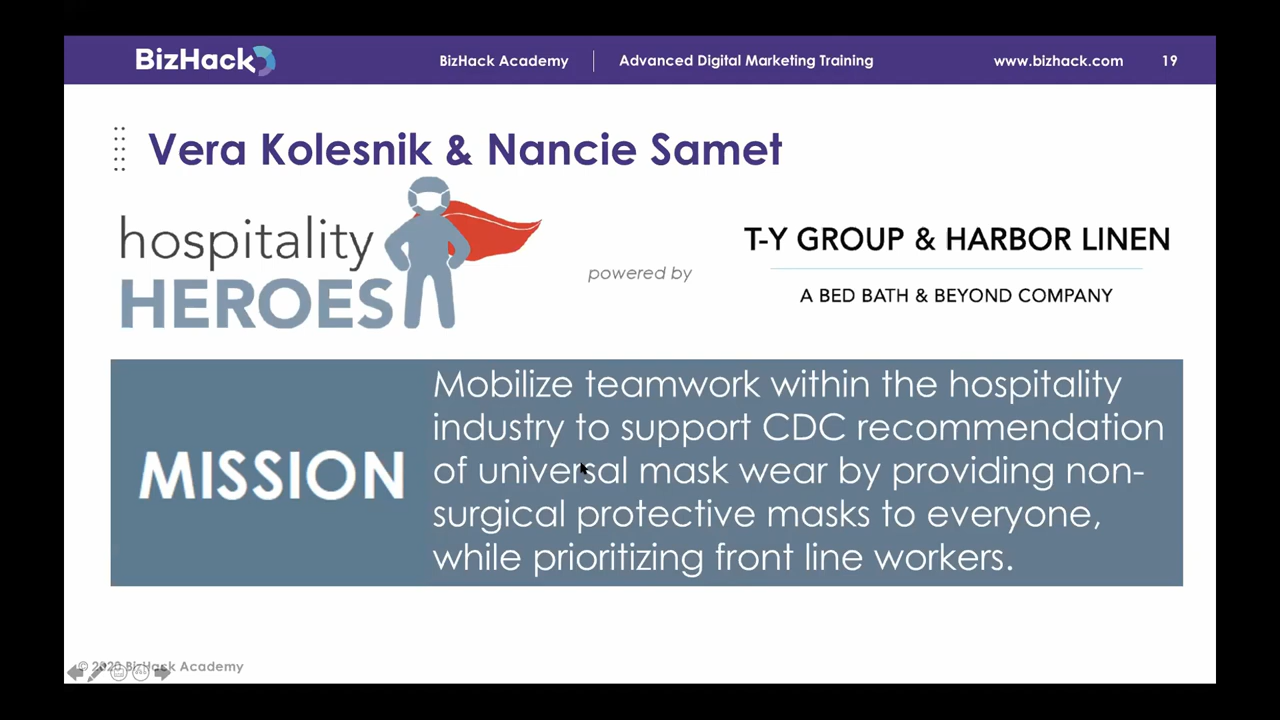 BizHack
BizHack Academy
Advanced Digital Marketing Training
www.bizhack.com
19
Vera Kolesnik & Nancie Samet
hospitality
HEROES
powered by
T-Y GROUP & HARBOR LINEN
A BED BATH & BEYOND COMPANY
MISSION
Mobilize teamwork within the hospitality
industry to support CDC recommendation
of universal mask wear by providing non-
surgical protective masks to everyone,
while prioritizing front line workers.
© 2020 BizHack Academy